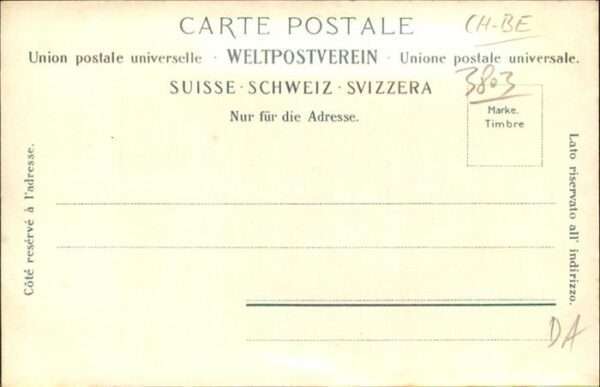 CARTE POSTALE
CH-BE
Union postale universelle · WELTPOSTVEREIN · Unione postale universale.
SUISSE · SCHWEIZ · SVIZZERA
3803
Nur für die Adresse.
Marke.
Timbre
Côté resérvé à l'adresse.
Lato riservato all' indirizzo.
DA